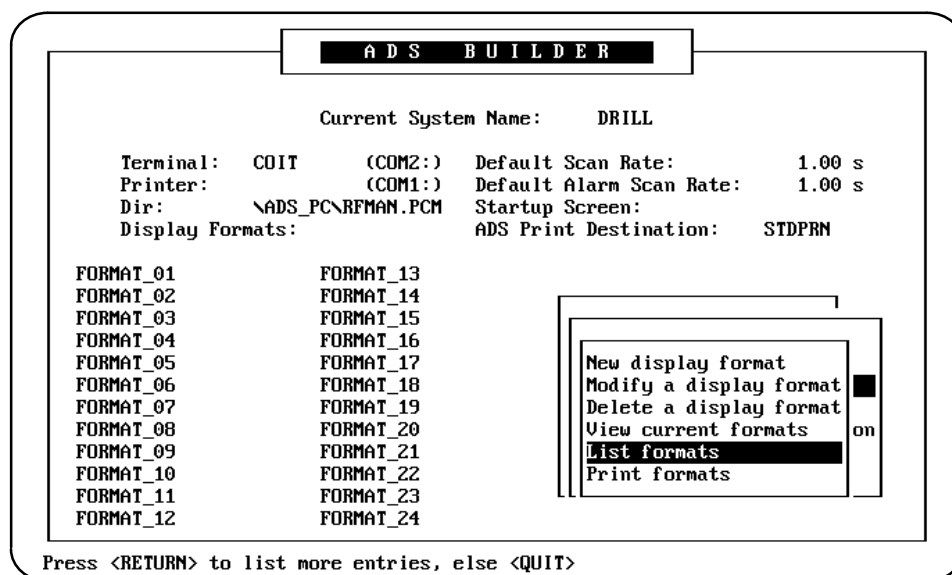 ADS BUILDER
Current System Name: DRILL
Terminal: COIT (COM2:) Default Scan Rate: 1.00 s
Printer: (COM1:) Default Alarm Scan Rate: 1.00 s
Dir: \ADS_PC\RFMAN.PCM Startup Screen:
Display Formats: ADS Print Destination: STDPRN
FORMAT_01 FORMAT_13
FORMAT_02 FORMAT_14
FORMAT_03 FORMAT_15
FORMAT_04 FORMAT_16
FORMAT_05 FORMAT_17
FORMAT_06 FORMAT_18
FORMAT_07 FORMAT_19
FORMAT_08 FORMAT_20
FORMAT_09 FORMAT_21
FORMAT_10 FORMAT_22
FORMAT_11 FORMAT_23
FORMAT_12 FORMAT_24
New display format
Modify a display format
Delete a display format
View current formats on
List formats
Print formats
Press <RETURN> to list more entries, else <QUIT>